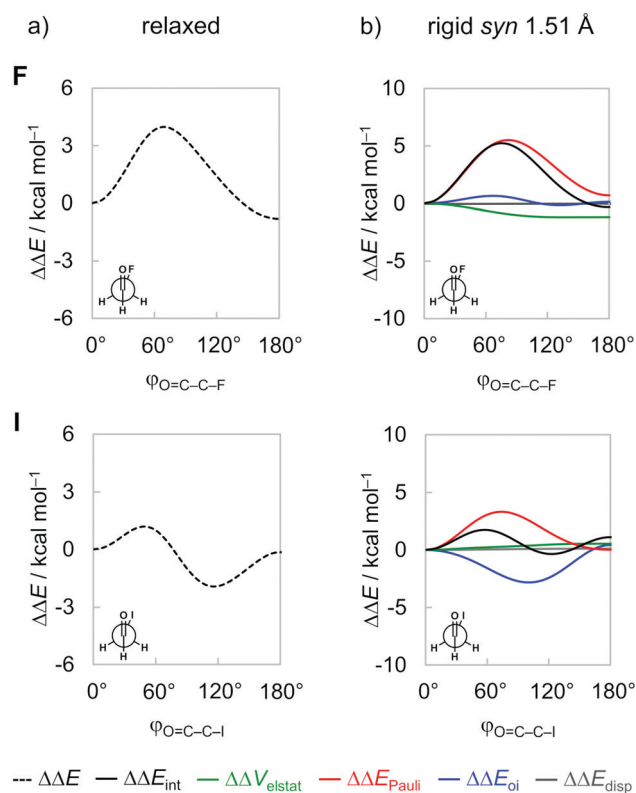 a) relaxed b) rigid syn 1.51 Å
F
6
3
0
-3
-6
ΔΔE / kcal mol⁻¹
O F
H H
H
0° 60° 120° 180°
φO=C–C–F
10
5
0
-5
-10
ΔΔE / kcal mol⁻¹
O F
H H
H
0° 60° 120° 180°
φO=C–C–F
I
6
3
0
-3
-6
ΔΔE / kcal mol⁻¹
O I
H H
H
0° 60° 120° 180°
φO=C–C–I
10
5
0
-5
-10
ΔΔE / kcal mol⁻¹
O I
H H
H
0° 60° 120° 180°
φO=C–C–I
ΔΔE ΔΔEint ΔΔVelstat ΔΔEPauli ΔΔEoi ΔΔEdisp